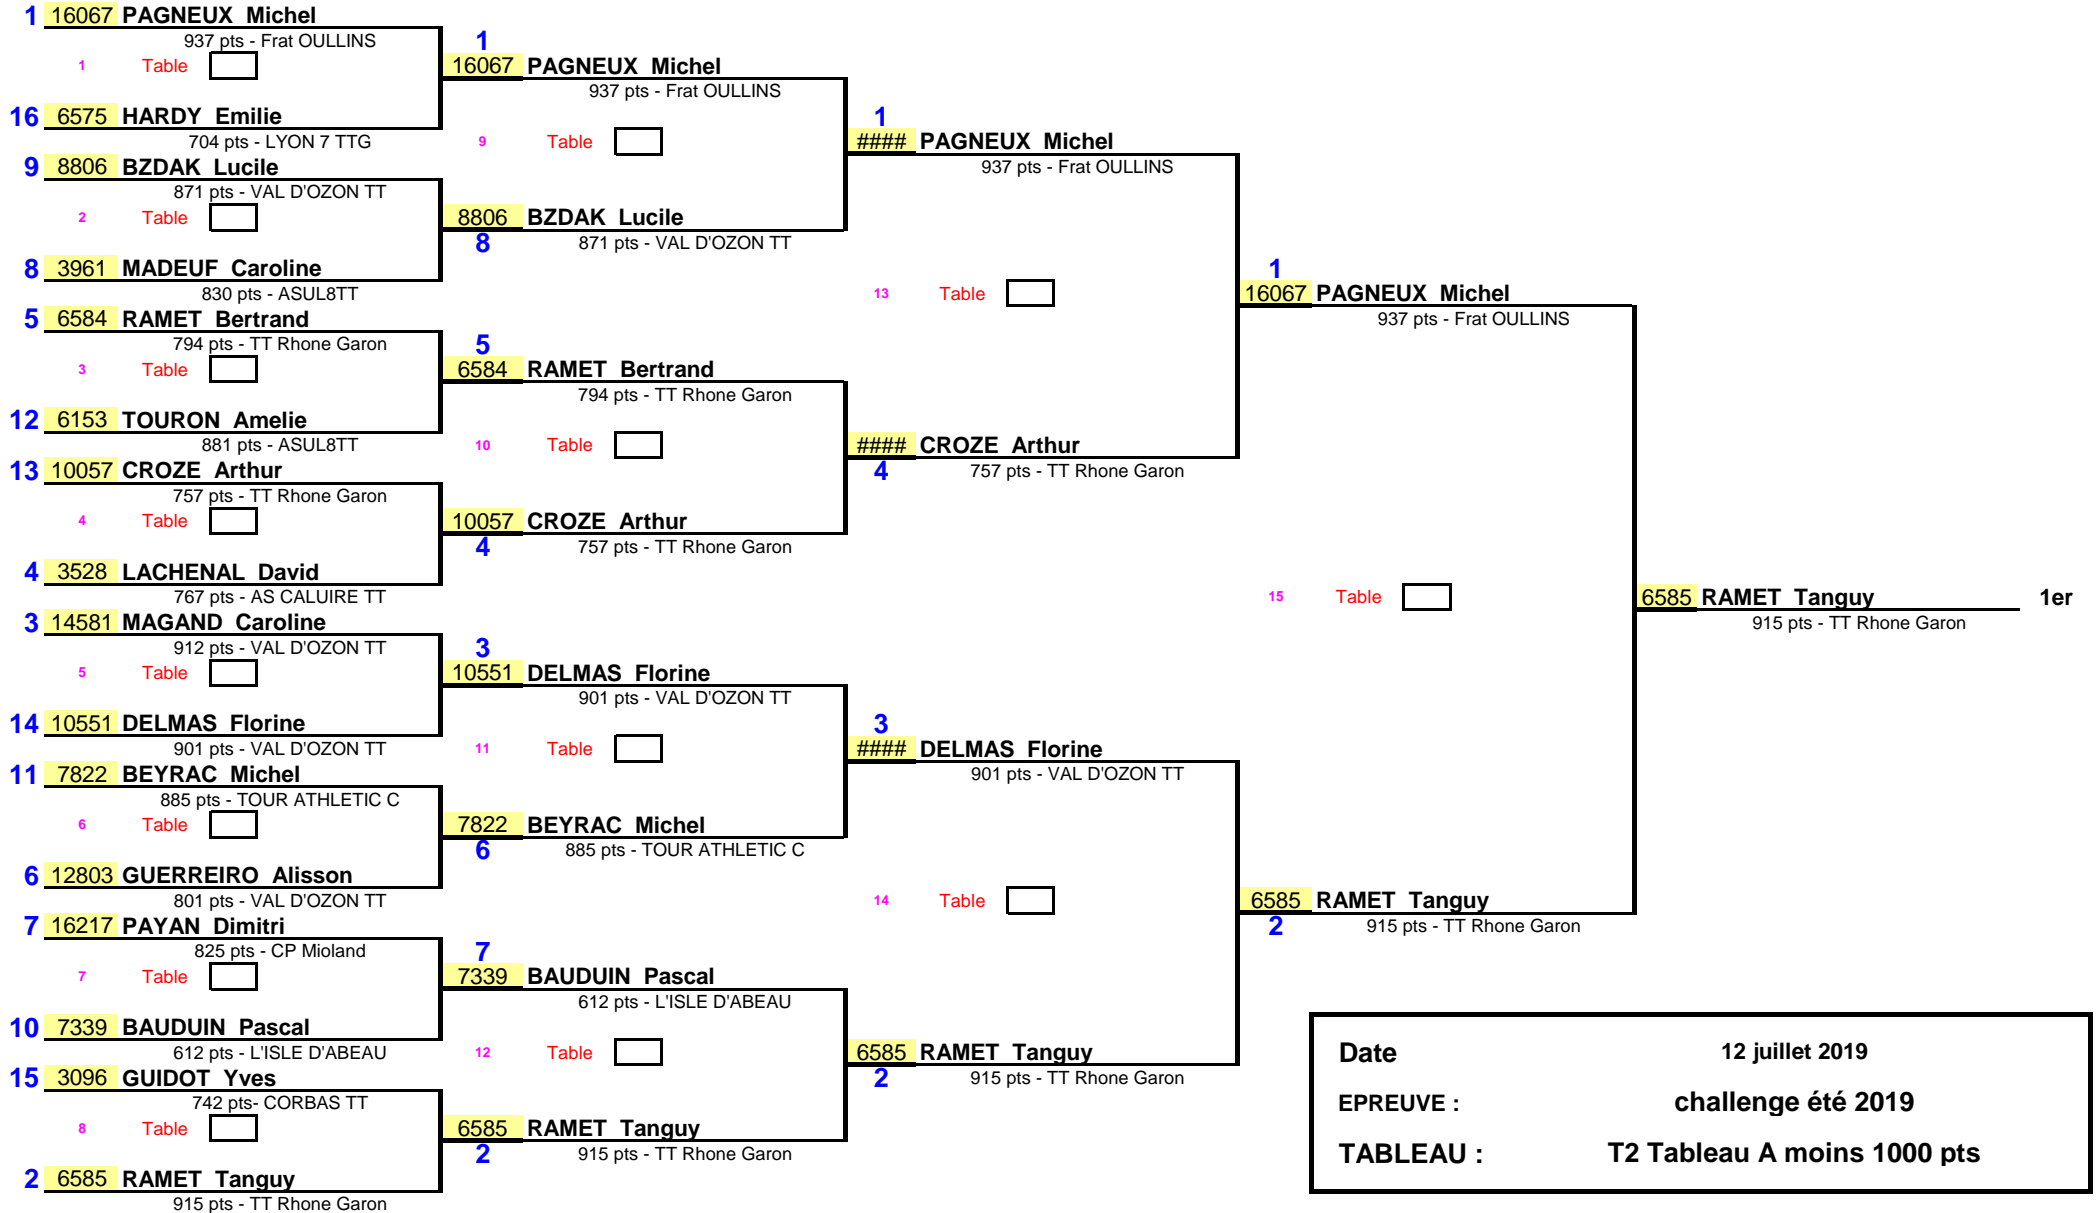 1 16067 PAGNEUX Michel
937 pts - Frat OULLINS
1 Table
16 6575 HARDY Emilie
704 pts - LYON 7 TTG
9 8806 BZDAK Lucile
871 pts - VAL D'OZON TT
2 Table
8 3961 MADEUF Caroline
830 pts - ASUL8TT
5 6584 RAMET Bertrand
794 pts - TT Rhone Garon
3 Table
12 6153 TOURON Amelie
881 pts - ASUL8TT
13 10057 CROZE Arthur
757 pts - TT Rhone Garon
4 Table
4 3528 LACHENAL David
767 pts - AS CALUIRE TT
3 14581 MAGAND Caroline
912 pts - VAL D'OZON TT
5 Table
14 10551 DELMAS Florine
901 pts - VAL D'OZON TT
11 7822 BEYRAC Michel
885 pts - TOUR ATHLETIC C
6 Table
6 12803 GUERREIRO Alisson
801 pts - VAL D'OZON TT
7 16217 PAYAN Dimitri
825 pts - CP Mioland
7 Table
10 7339 BAUDUIN Pascal
612 pts - L'ISLE D'ABEAU
15 3096 GUIDOT Yves
742 pts- CORBAS TT
8 Table
2 6585 RAMET Tanguy
915 pts - TT Rhone Garon
1
16067 PAGNEUX Michel
937 pts - Frat OULLINS
9 Table
8806 BZDAK Lucile
8 871 pts - VAL D'OZON TT
5
6584 RAMET Bertrand
794 pts - TT Rhone Garon
10 Table
10057 CROZE Arthur
4 757 pts - TT Rhone Garon
3
10551 DELMAS Florine
901 pts - VAL D'OZON TT
11 Table
7822 BEYRAC Michel
6 885 pts - TOUR ATHLETIC C
7
7339 BAUDUIN Pascal
612 pts - L'ISLE D'ABEAU
12 Table
6585 RAMET Tanguy
2 915 pts - TT Rhone Garon
1
#### PAGNEUX Michel
937 pts - Frat OULLINS
13 Table
#### CROZE Arthur
4 757 pts - TT Rhone Garon
3
#### DELMAS Florine
901 pts - VAL D'OZON TT
14 Table
6585 RAMET Tanguy
2 915 pts - TT Rhone Garon
1
16067 PAGNEUX Michel
937 pts - Frat OULLINS
15 Table
6585 RAMET Tanguy
2 915 pts - TT Rhone Garon
6585 RAMET Tanguy 1er
915 pts - TT Rhone Garon
Date 12 juillet 2019
EPREUVE : challenge été 2019
TABLEAU : T2 Tableau A moins 1000 pts